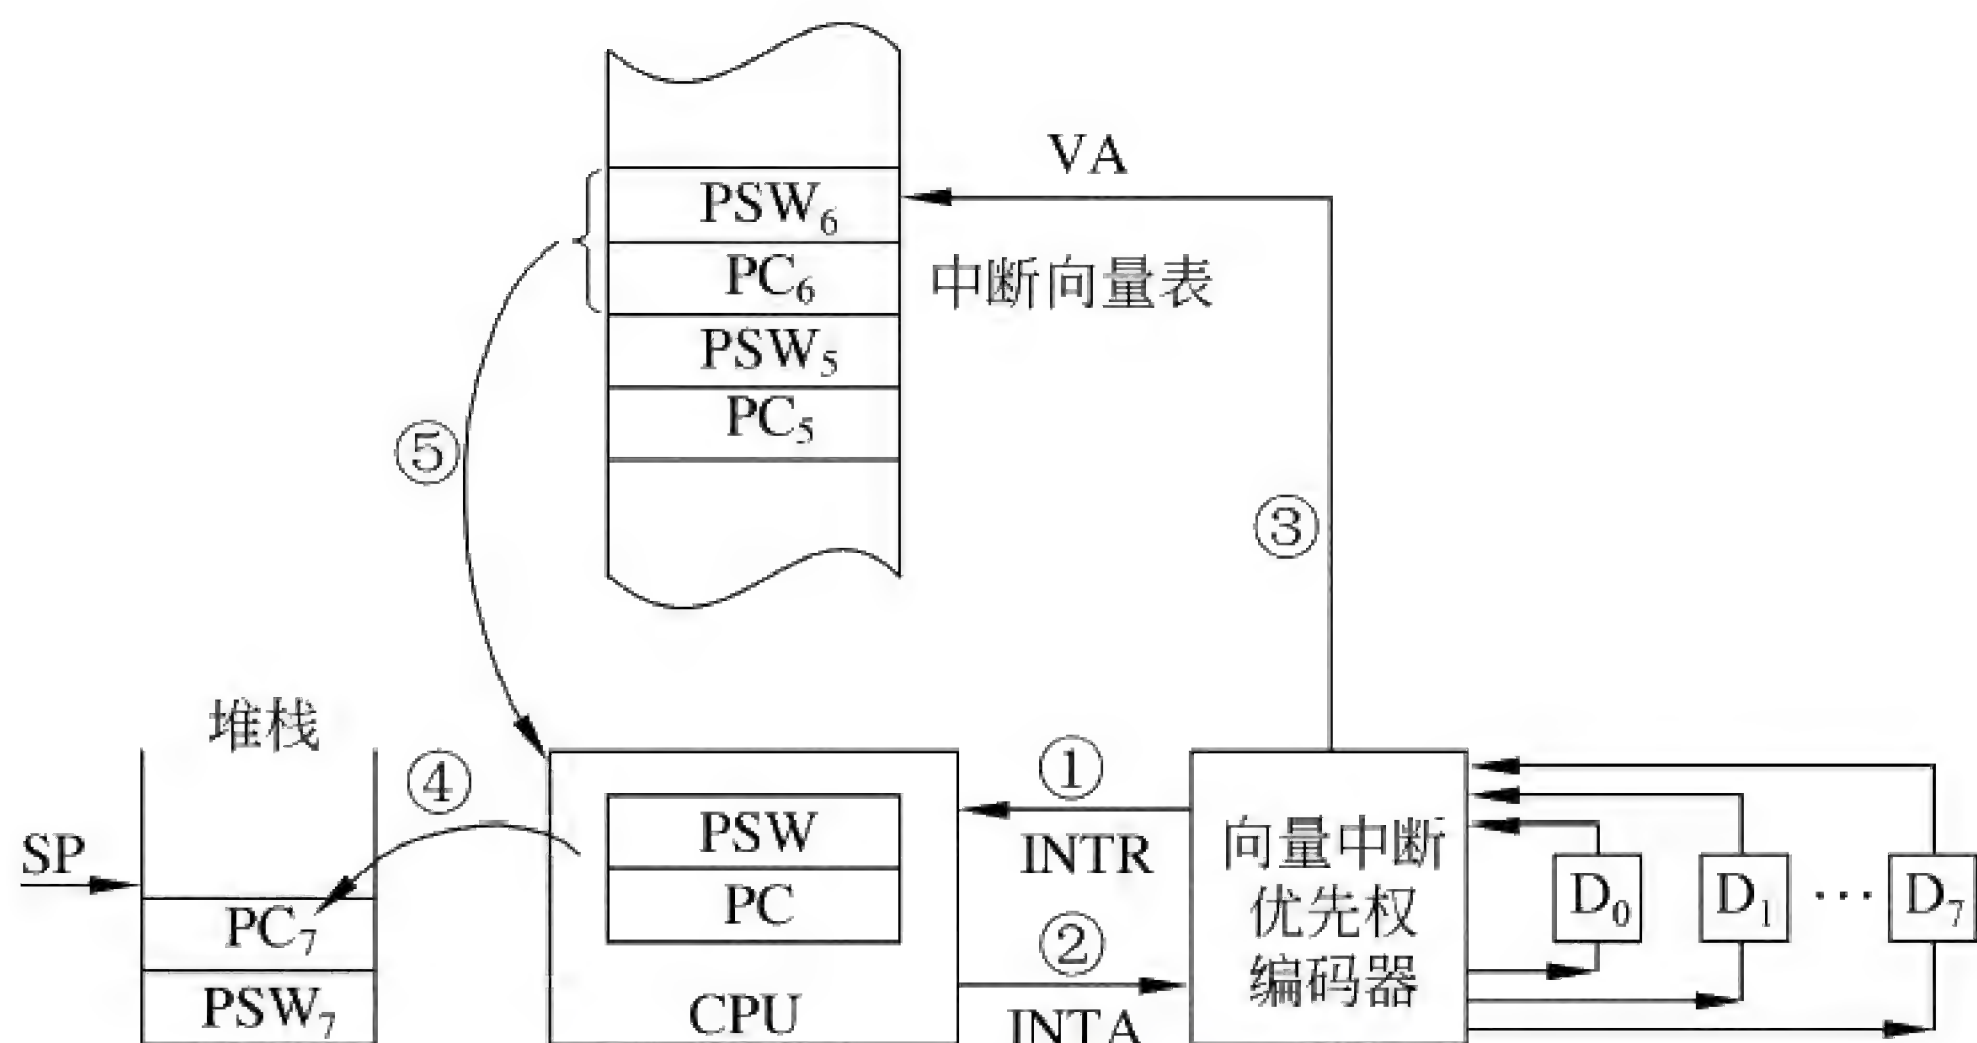 VA
PSW₆
PC₆
中断向量表
PSW₅
PC₅
⑤
③
堆栈
④
①
SP
PSW
PC
INTR
向量中断
优先权
编码器
D₀
D₁
…
D₇
PC₇
PSW₇
②
CPU
INTA